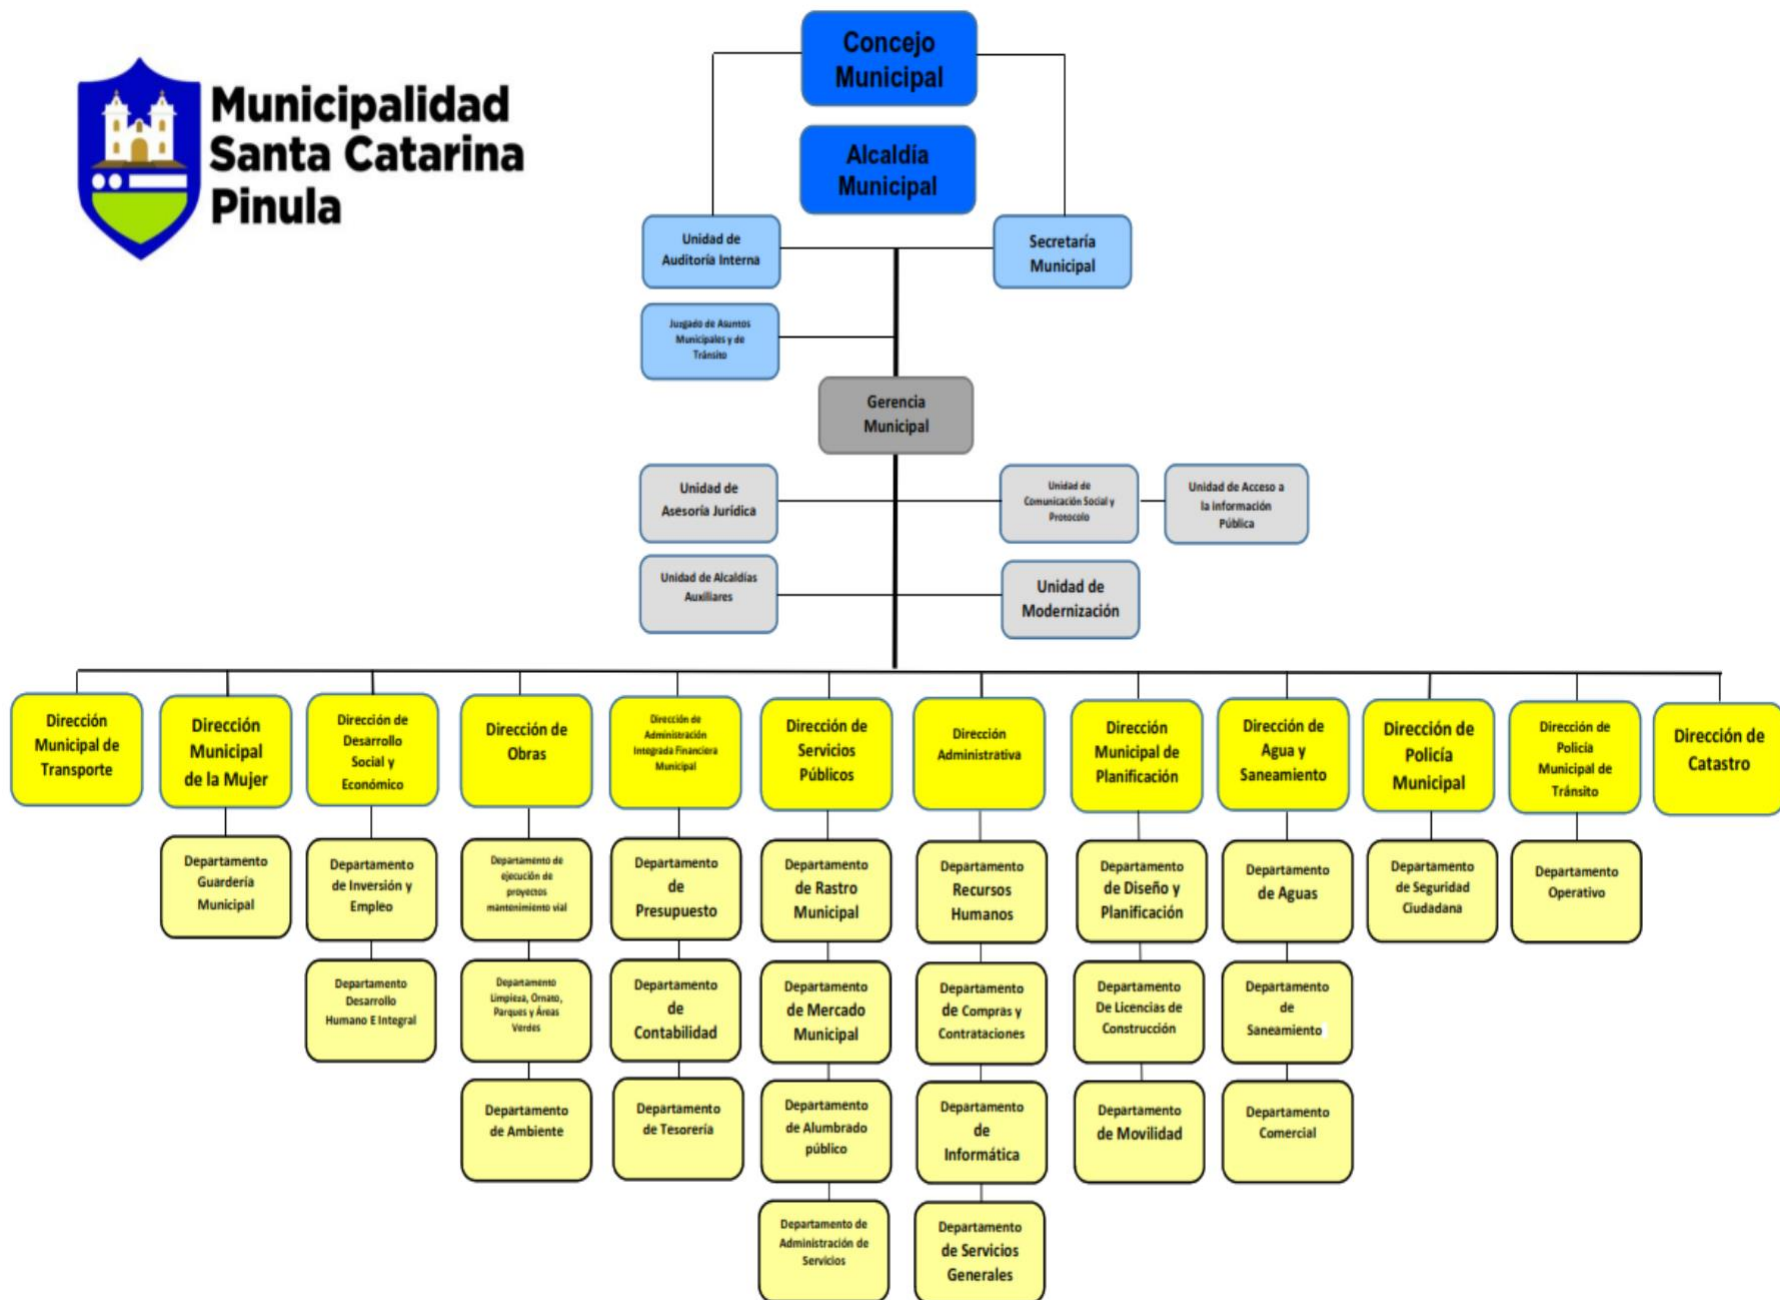 Municipalidad
Santa Catarina
Pinula
Concejo
Municipal
Alcaldía
Municipal
Unidad de
Auditoría Interna
Secretaría
Municipal
Juzgado de Asuntos
Municipales y de
Tránsito
Gerencia
Municipal
Unidad de
Asesoría Jurídica
Unidad de
Comunicación Social y
Protocolo
Unidad de Acceso a
la información
Pública
Unidad de Alcaldías
Auxiliares
Unidad de
Modernización
Dirección
Municipal de
Transporte
Dirección
Municipal
de la Mujer
Dirección de
Desarrollo
Social y
Económico
Dirección de
Obras
Dirección de
Administración
Integrada Financiera
Municipal
Dirección de
Servicios
Públicos
Dirección
Administrativa
Dirección
Municipal de
Planificación
Dirección de
Agua y
Saneamiento
Dirección de
Policía
Municipal
Dirección de
Policía
Municipal de
Tránsito
Dirección de
Catastro
Departamento
Guardería
Municipal
Departamento
de Inversión y
Empleo
Departamento de
ejecución de
proyectos
mantenimiento vial
Departamento
de
Presupuesto
Departamento
de Rastro
Municipal
Departamento
Recursos
Humanos
Departamento
de Diseño y
Planificación
Departamento
de Aguas
Departamento
de Seguridad
Ciudadana
Departamento
Operativo
Departamento
Desarrollo
Humano E Integral
Departamento
Limpieza, Ornato,
Parques y Áreas
Verdes
Departamento
de
Contabilidad
Departamento
de Mercado
Municipal
Departamento
de Compras y
Contrataciones
Departamento
De Licencias de
Construcción
Departamento
de
Saneamiento
Departamento
de Ambiente
Departamento
de Tesorería
Departamento
de Alumbrado
público
Departamento
de
Informática
Departamento
de Movilidad
Departamento
Comercial
Departamento de
Administración de
Servicios
Departamento
de Servicios
Generales